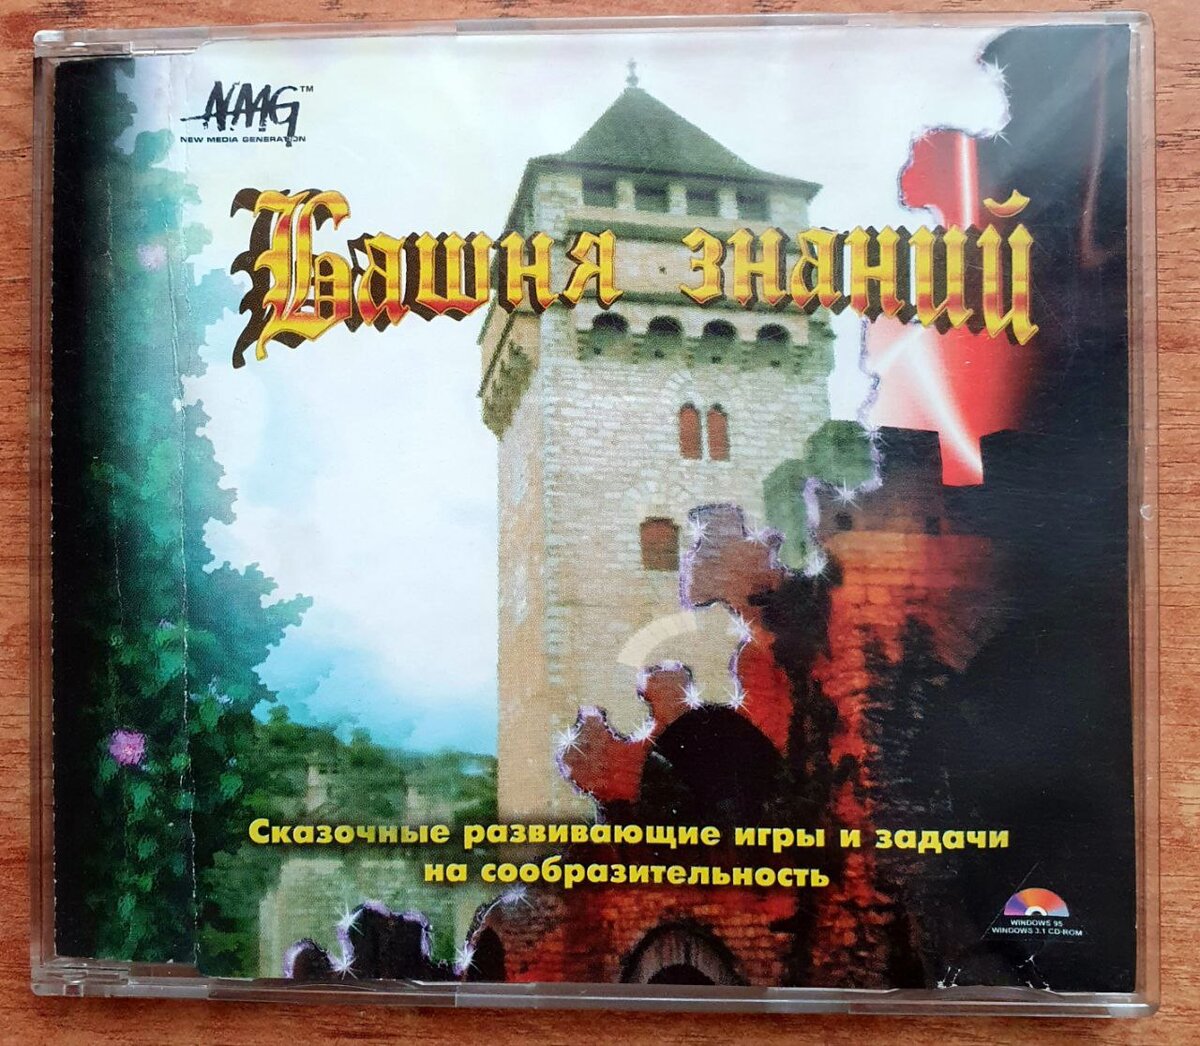 NMG™
NEW MEDIA GENERATION
Башня знаний
Сказочные развивающие игры и задачи
на сообразительность
WINDOWS 95
WINDOWS 3.1 CD-ROM